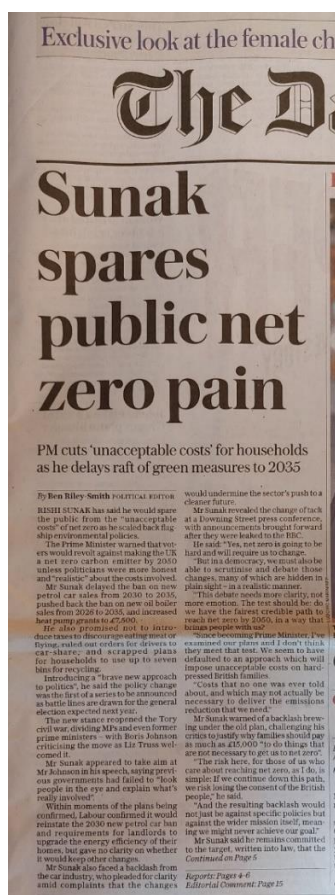 Exclusive look at the female ch
The Da
Sunak
spares
public net
zero pain
PM cuts ‘unacceptable costs’ for households
as he delays raft of green measures to 2035
By Ben Riley-Smith POLITICAL EDITOR
RISHI SUNAK has said he would spare
the public from the “unacceptable
costs” of net zero as he scaled back flag-
ship environmental policies.
The Prime Minister warned that vot-
ers would revolt against making the UK
a net zero carbon emitter by 2050
unless politicians were more honest
and “realistic” about the costs involved.
Mr Sunak delayed the ban on new
petrol car sales from 2030 to 2035,
pushed back the ban on new oil boiler
sales from 2026 to 2035, and increased
heat pump grants to £7,500.
He also promised not to intro-
duce taxes to discourage eating meat or
flying, ruled out orders for drivers to
car-share; and scrapped plans
for households to use up to seven
bins for recycling.
Introducing a “brave new approach
to politics”, he said the policy change
was the first of a series to be announced
as battle lines are drawn for the general
election expected next year.
The new stance reopened the Tory
civil war, dividing MPs and even former
prime ministers – with Boris Johnson
criticising the move as Liz Truss wel-
comed it.
Mr Sunak appeared to take aim at
Mr Johnson in his speech, saying previ-
ous governments had failed to “look
people in the eye and explain what’s
really involved”.
Within moments of the plans being
confirmed, Labour confirmed it would
reinstate the 2030 new petrol car ban
and requirements for landlords to
upgrade the energy efficiency of their
homes, but gave no clarity on whether
it would keep other changes.
Mr Sunak also faced a backlash from
the car industry, who pleaded for clarity
amid complaints that the changes
would undermine the sector’s push to a
cleaner future.
Mr Sunak revealed the change of tack
at a Downing Street press conference,
with announcements brought forward
after they were leaked to the BBC.
He said: “Yes, net zero is going to be
hard and will require us to change.
“But in a democracy, we must also be
able to scrutinise and debate those
changes, many of which are hidden in
plain sight – in a realistic manner.
“This debate needs more clarity, not
more emotion. The test should be: do
we have the fairest credible path to
reach net zero by 2050, in a way that
brings people with us?
“Since becoming Prime Minister, I’ve
examined our plans and I don’t think
they meet that test. We seem to have
defaulted to an approach which will
impose unacceptable costs on hard-
pressed British families.
“Costs that no one was ever told
about, and which may not actually be
necessary to deliver the emissions
reduction that we need.”
Mr Sunak warned of a backlash brew-
ing under the old plan, challenging his
critics to justify why families should pay
as much as £15,000 “to do things that
are not necessary to get us to net zero”.
“The risk here, for those of us who
care about reaching net zero, as I do, is
simple: If we continue down this path,
we risk losing the consent of the British
people,” he said.
“And the resulting backlash would
not just be against specific policies but
against the wider mission itself, mean-
ing we might never achieve our goal.”
Mr Sunak said he remains committed
to the target, written into law, that the
Continued on Page 5
Reports: Pages 4-6
Editorial Comment: Page 15